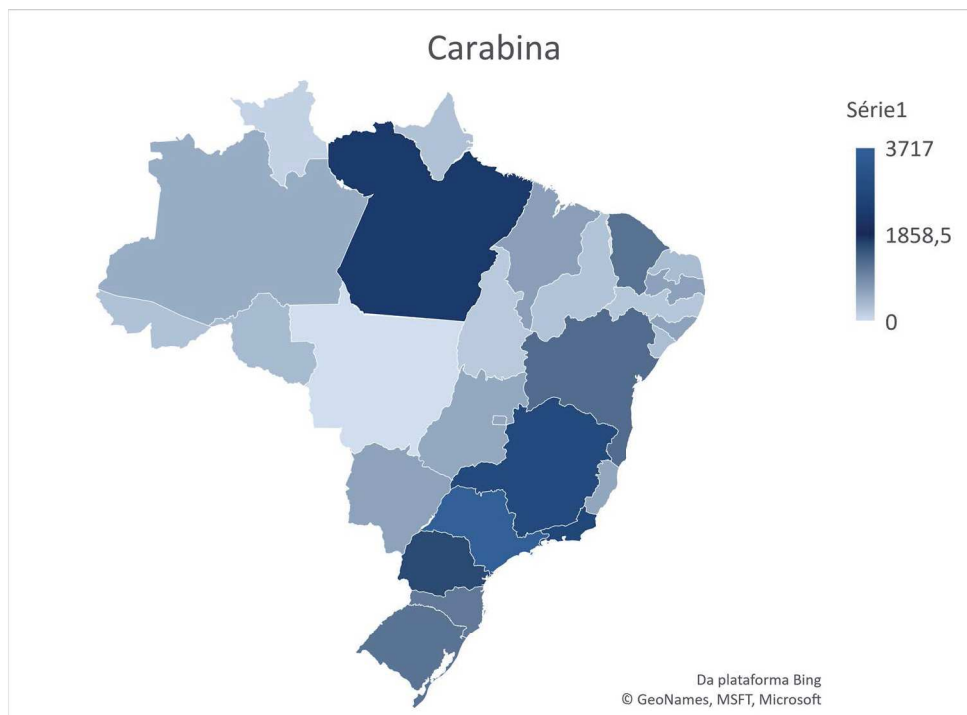 Carabina
Série1
3717
1858,5
0
Da plataforma Bing
© GeoNames, MSFT, Microsoft